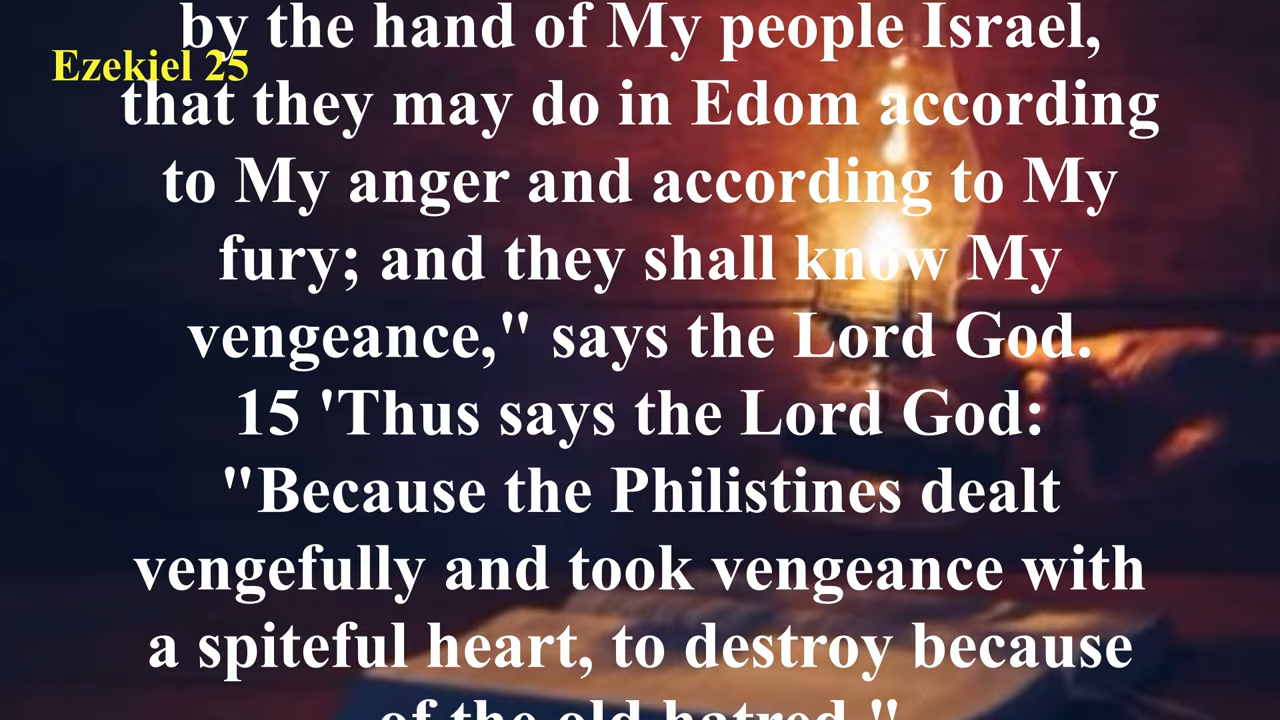 by the hand of My people Israel,
Ezekiel 25
that they may do in Edom according
to My anger and according to My
fury; and they shall know My
vengeance," says the Lord God.
15 'Thus says the Lord God:
"Because the Philistines dealt
vengefully and took vengeance with
a spiteful heart, to destroy because
of the old hatred,"